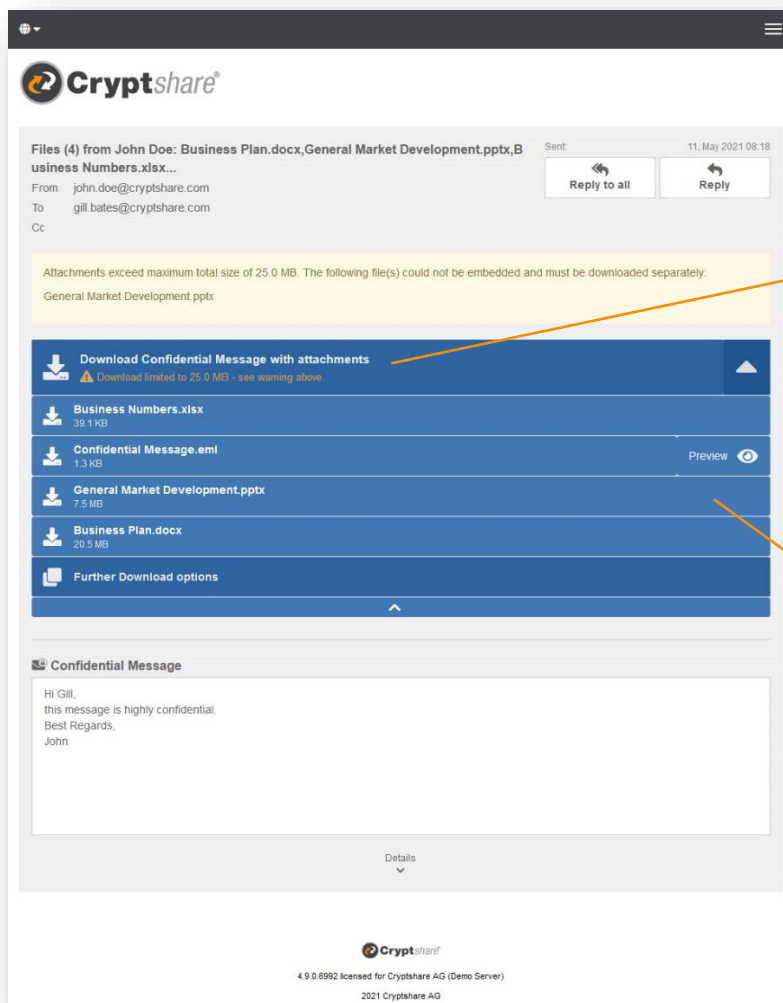 Cryptshare®
Files (4) from John Doe: Business Plan.docx,General Market Development.pptx,B
usiness Numbers.xlsx...
Sent: 11, May 2021 08:18
Reply to all
Reply
From john.doe@cryptshare.com
To gill.bates@cryptshare.com
Cc
Attachments exceed maximum total size of 25.0 MB. The following file(s) could not be embedded and must be downloaded separately:
General Market Development.pptx
Download Confidential Message with attachments
Download limited to 25.0 MB - see warning above.
Business Numbers.xlsx
39.1 KB
Confidential Message.eml
1.3 KB
Preview
General Market Development.pptx
7.5 MB
Business Plan.docx
20.5 MB
Further Download options
Confidential Message
Hi Gill,
this message is highly confidential.
Best Regards,
John
Details
Cryptshare®
4.9.0.6992 licensed for Cryptshare AG (Demo Server)
2021 Cryptshare AG